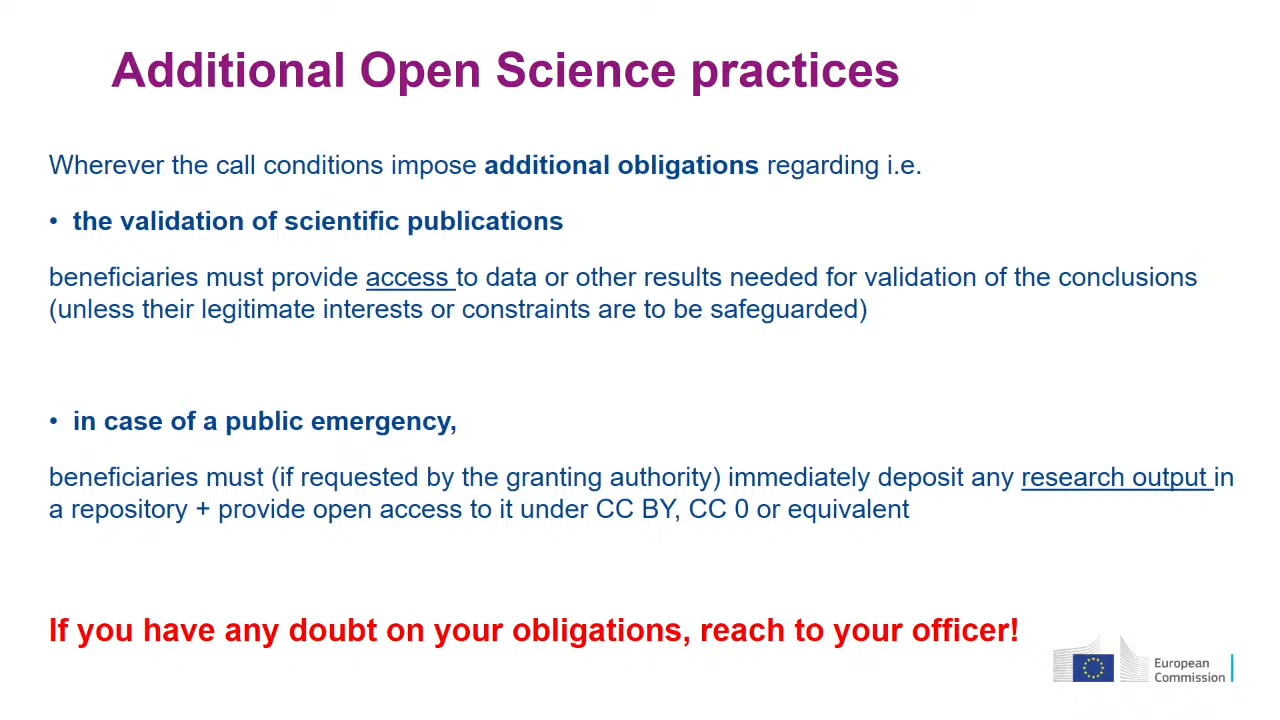 Additional Open Science practices
Wherever the call conditions impose additional obligations regarding i.e.
• the validation of scientific publications
beneficiaries must provide access to data or other results needed for validation of the conclusions
(unless their legitimate interests or constraints are to be safeguarded)
• in case of a public emergency,
beneficiaries must (if requested by the granting authority) immediately deposit any research output in
a repository + provide open access to it under CC BY, CC 0 or equivalent
If you have any doubt on your obligations, reach to your officer!
European
Commission